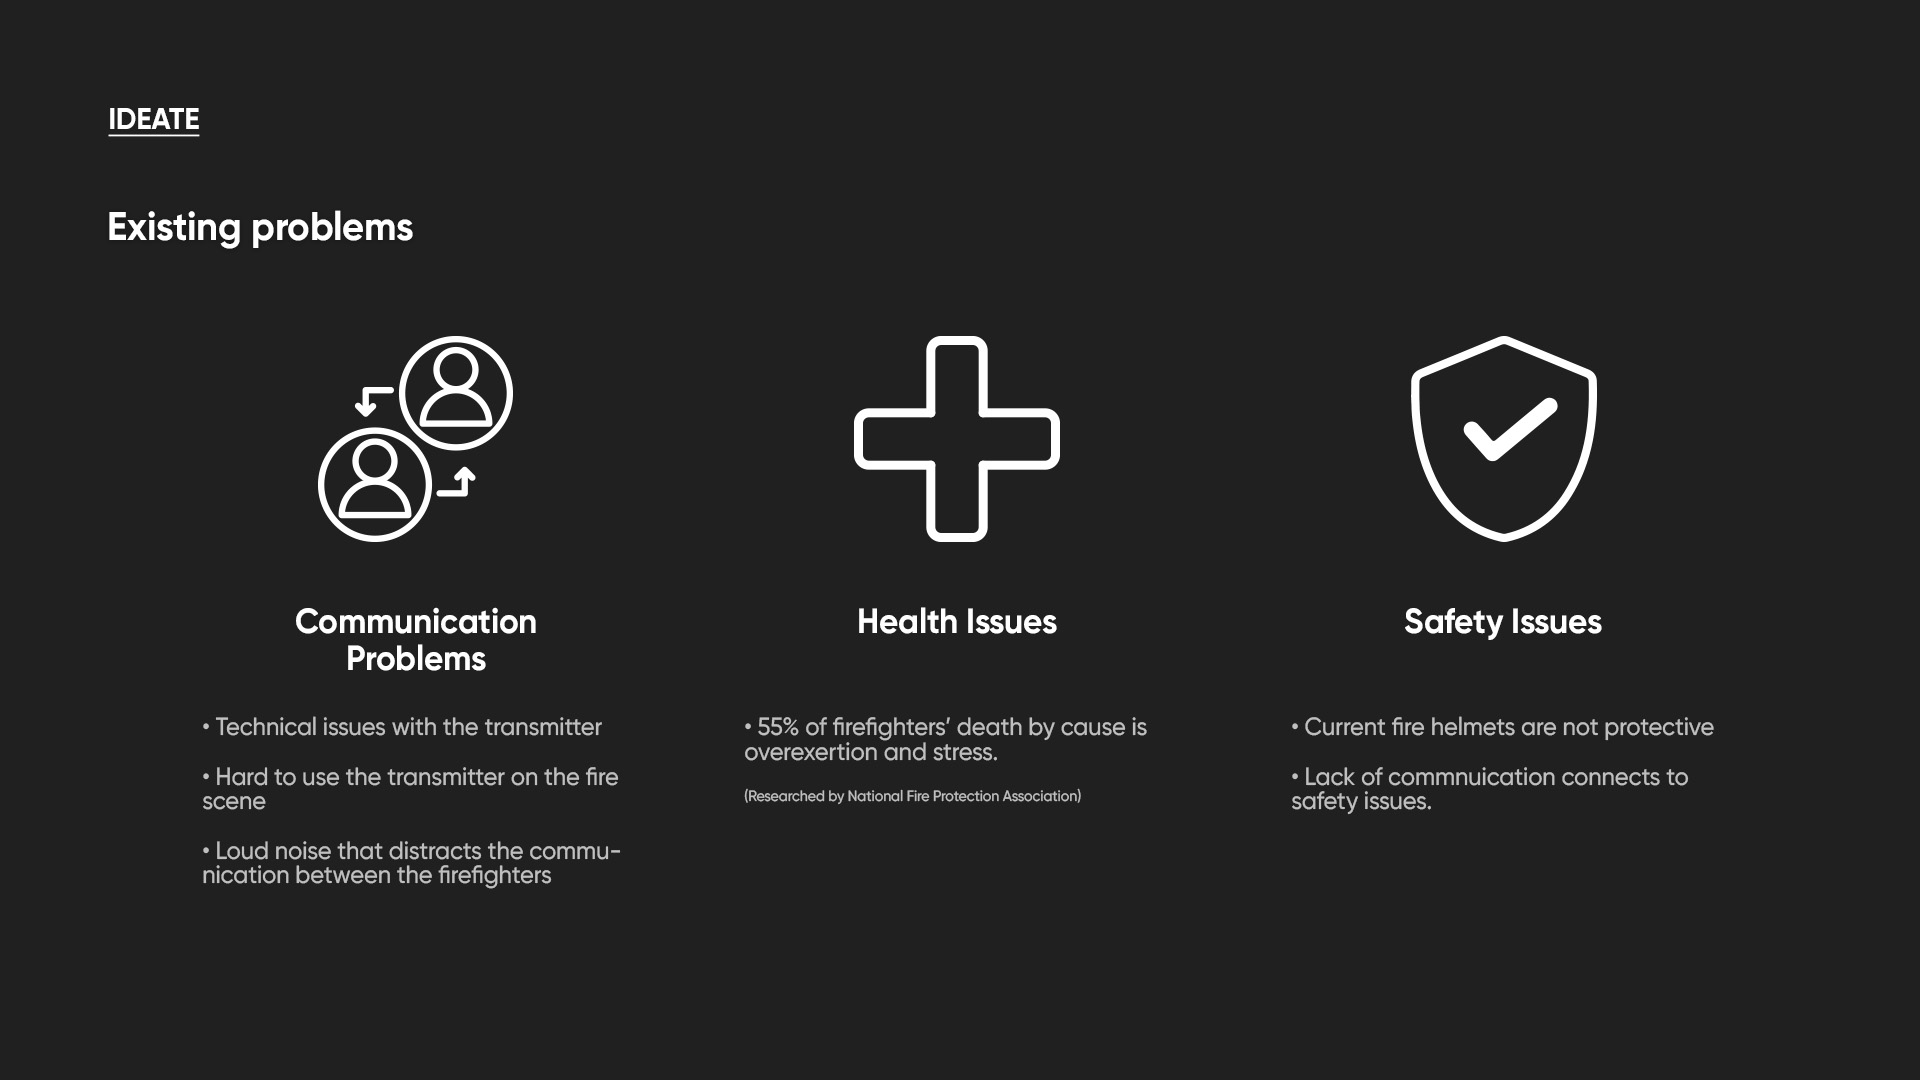 IDEATE
Existing problems
Communication
Problems
• Technical issues with the transmitter
• Hard to use the transmitter on the fire
scene
• Loud noise that distracts the commu-
nication between the firefighters
Health Issues
• 55% of firefighters’ death by cause is
overexertion and stress.
(Researched by National Fire Protection Association)
Safety Issues
• Current fire helmets are not protective
• Lack of commnuication connects to
safety issues.